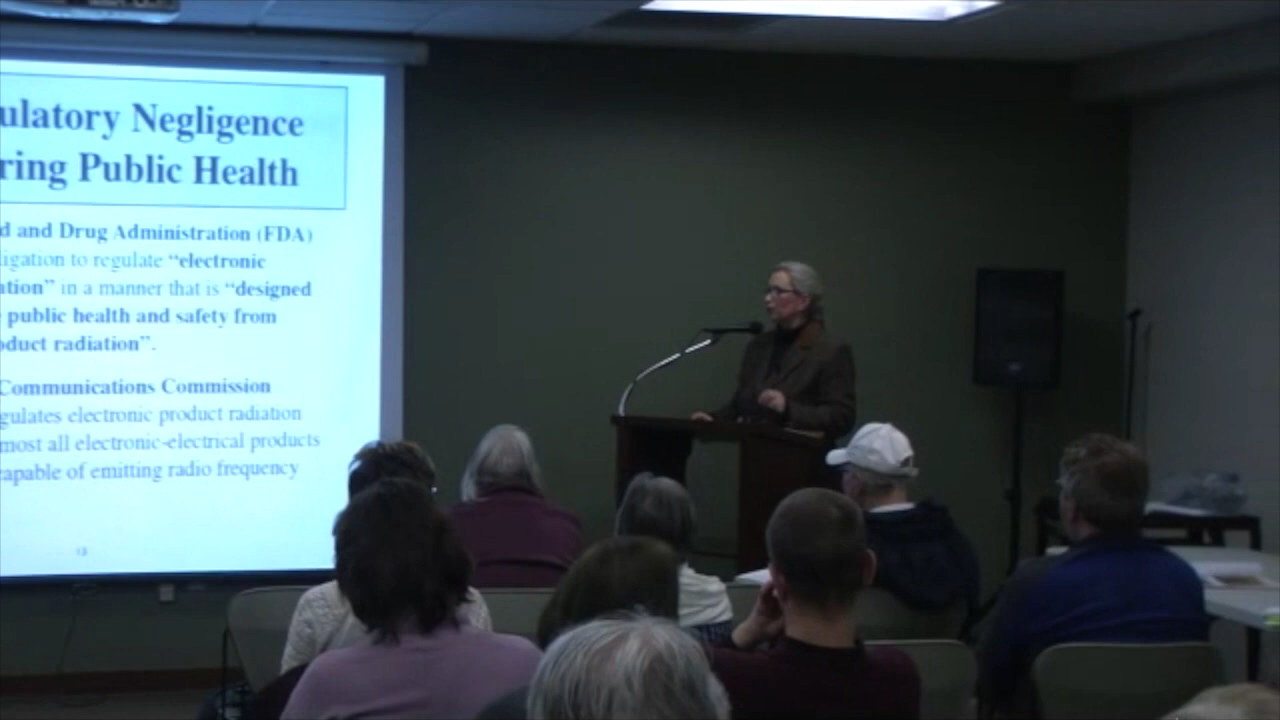 ulatory Negligence
ring Public Health
d and Drug Administration (FDA)
ligation to regulate “electronic
ation” in a manner that is “designed
public health and safety from
oduct radiation”.
Communications Commission
gulates electronic product radiation
most all electronic-electrical products
capable of emitting radio frequency